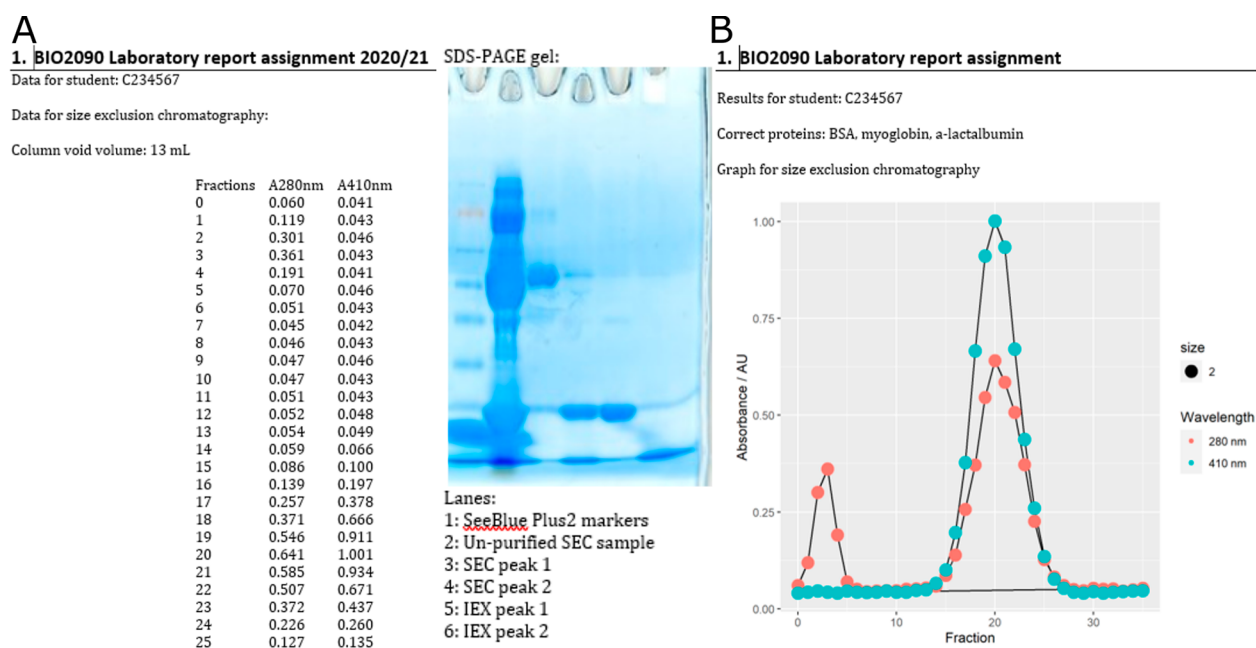 A
1. BIO2090 Laboratory report assignment 2020/21
Data for student: C234567
Data for size exclusion chromatography:
Column void volume: 13 mL
Fractions A280nm A410nm
0 0.060 0.041
1 0.119 0.043
2 0.301 0.046
3 0.361 0.043
4 0.191 0.041
5 0.070 0.046
6 0.051 0.043
7 0.045 0.042
8 0.046 0.043
9 0.047 0.046
10 0.047 0.043
11 0.051 0.043
12 0.052 0.048
13 0.054 0.049
14 0.059 0.066
15 0.086 0.100
16 0.139 0.197
17 0.257 0.378
18 0.371 0.666
19 0.546 0.911
20 0.641 1.001
21 0.585 0.934
22 0.507 0.671
23 0.372 0.437
24 0.226 0.260
25 0.127 0.135
SDS-PAGE gel:
Lanes:
1: SeeBlue Plus2 markers
2: Un-purified SEC sample
3: SEC peak 1
4: SEC peak 2
5: IEX peak 1
6: IEX peak 2
B
1. BIO2090 Laboratory report assignment
Results for student: C234567
Correct proteins: BSA, myoglobin, a-lactalbumin
Graph for size exclusion chromatography
Absorbance / AU
1.00
0.75
0.50
0.25
0.00
0 10 20 30
Fraction
size
2
Wavelength
280 nm
410 nm